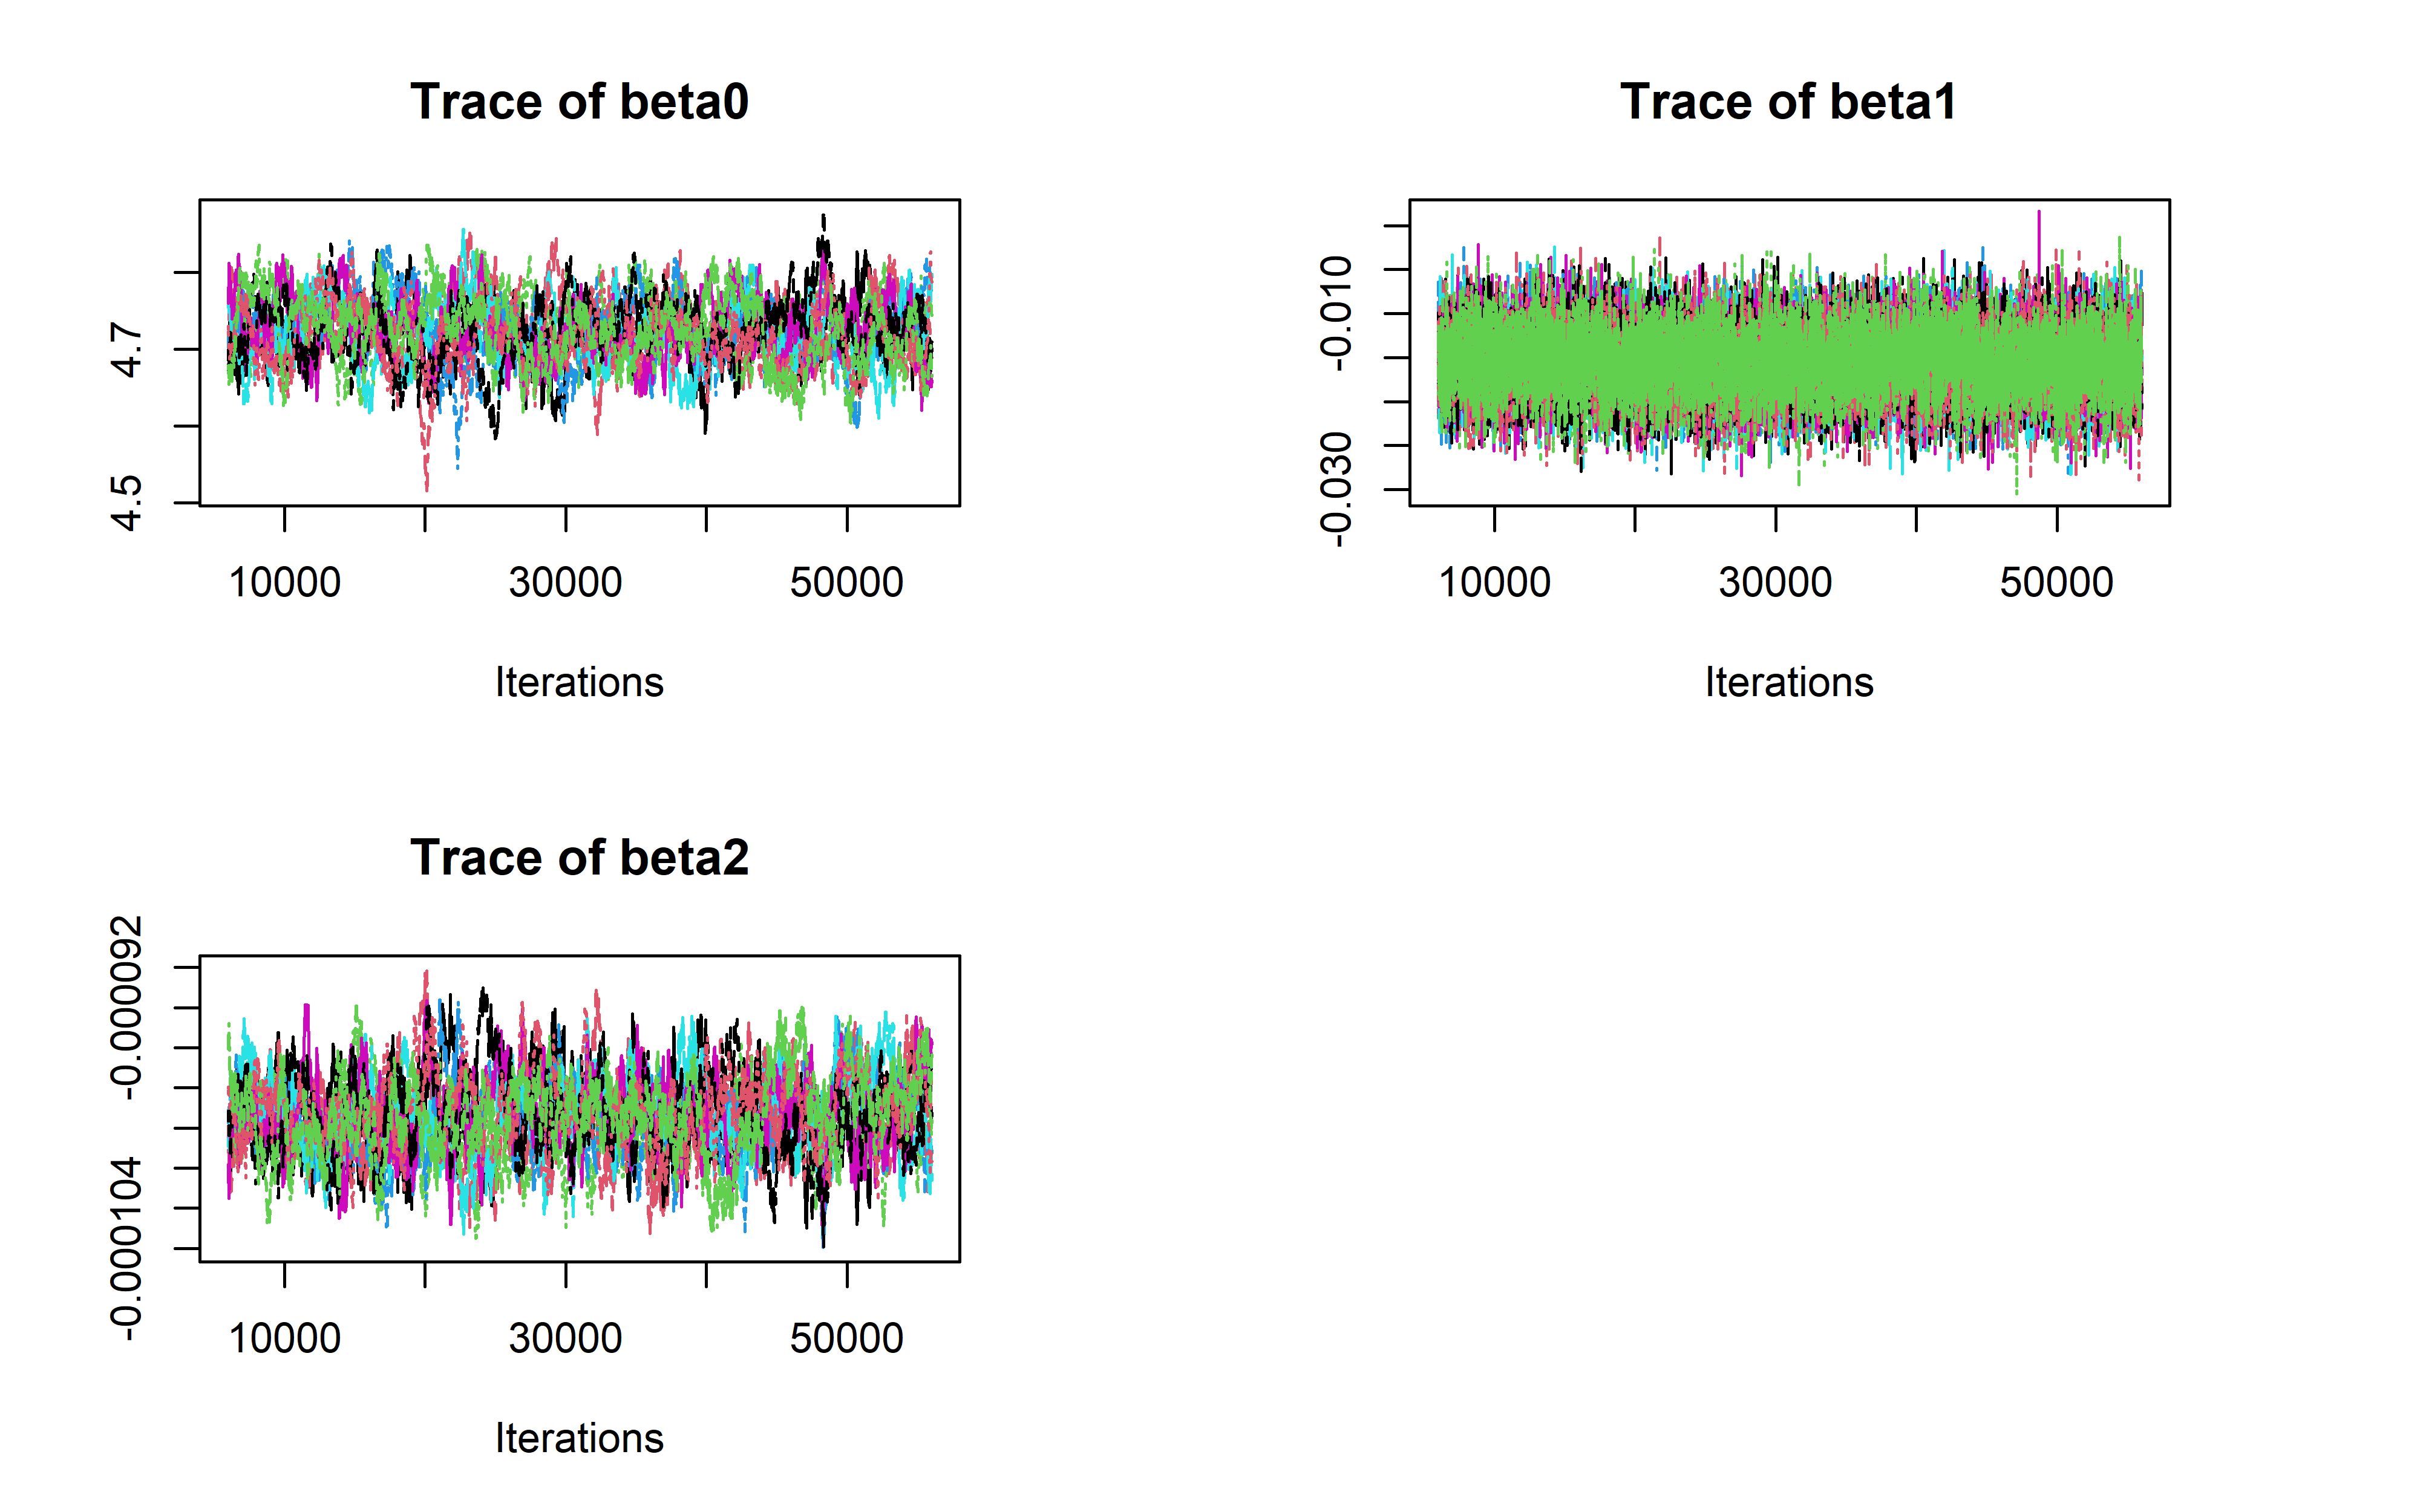 Trace of beta0
4.7
4.5
10000 30000 50000
Iterations
Trace of beta1
-0.010
-0.030
10000 30000 50000
Iterations
Trace of beta2
-0.000092
-0.000104
10000 30000 50000
Iterations